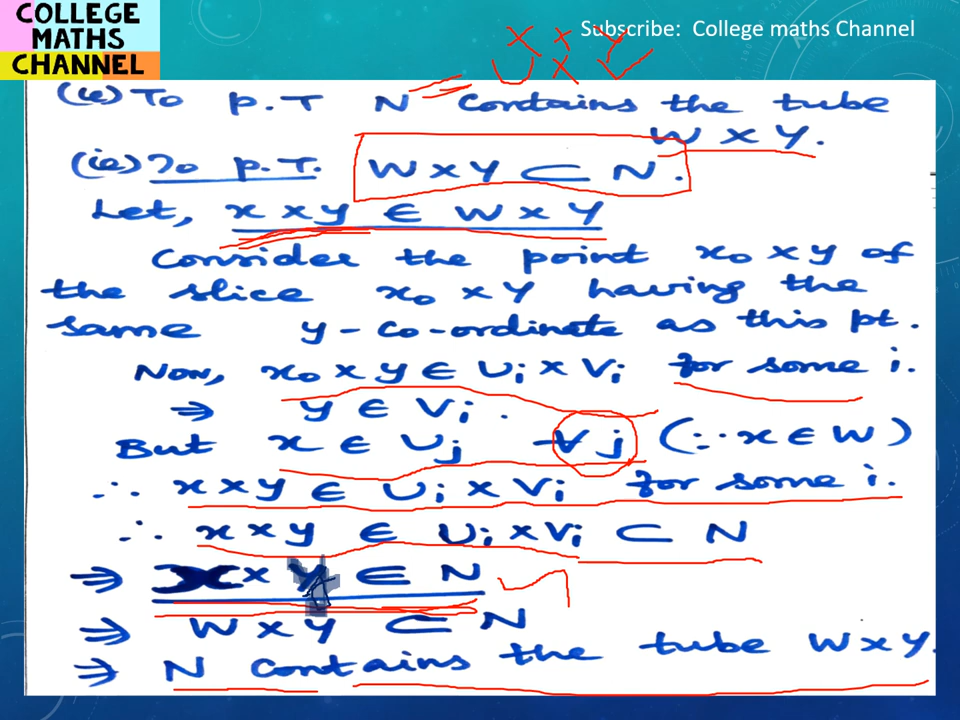 COLLEGE
MATHS
CHANNEL
Subscribe: College maths Channel
X × Y
U × V
(ie) To P.T N contains the tube
W × Y.
(ie) To P.T. W × Y ⊂ N.
Let, x × y ∈ W × Y
Consider the point x₀ × y of
the slice x₀ × Y having the
same y-co-ordinate as this pt.
Now, x₀ × y ∈ Uᵢ × Vᵢ for some i.
⇒ y ∈ Vᵢ.
But x ∈ Uⱼ ∀ j (∵ x ∈ W)
∴ x × y ∈ Uᵢ × Vᵢ for some i.
∴ x × y ∈ Uᵢ × Vᵢ ⊂ N
⇒ x × y ∈ N
⇒ W × Y ⊂ N
⇒ N contains the tube W × Y.